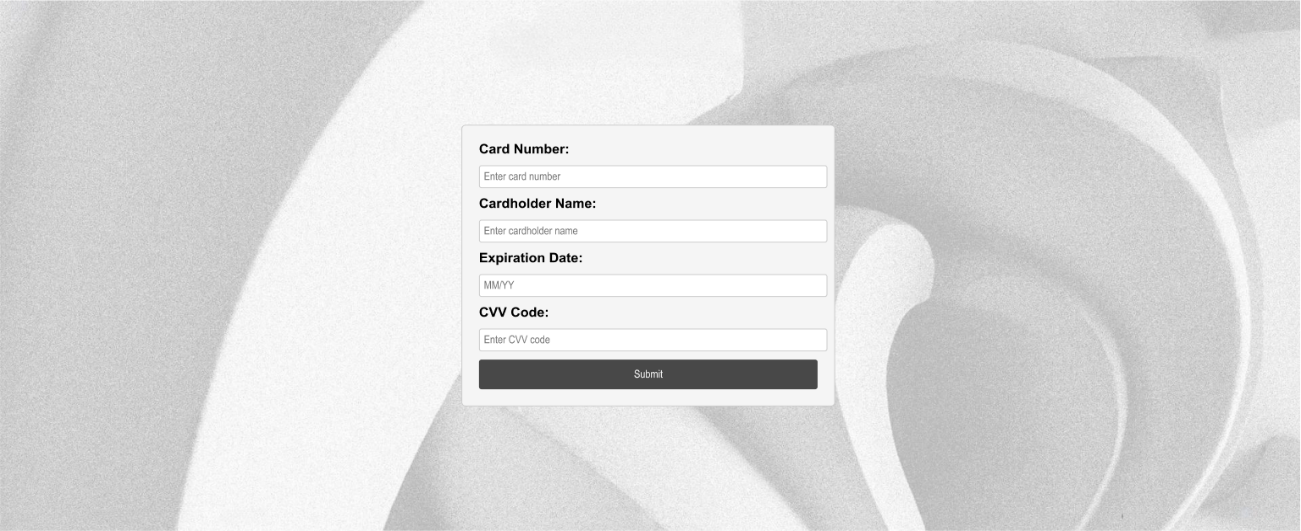 Card Number:
Enter card number
Cardholder Name:
Enter cardholder name
Expiration Date:
MM/YY
CVV Code:
Enter CVV code
Submit